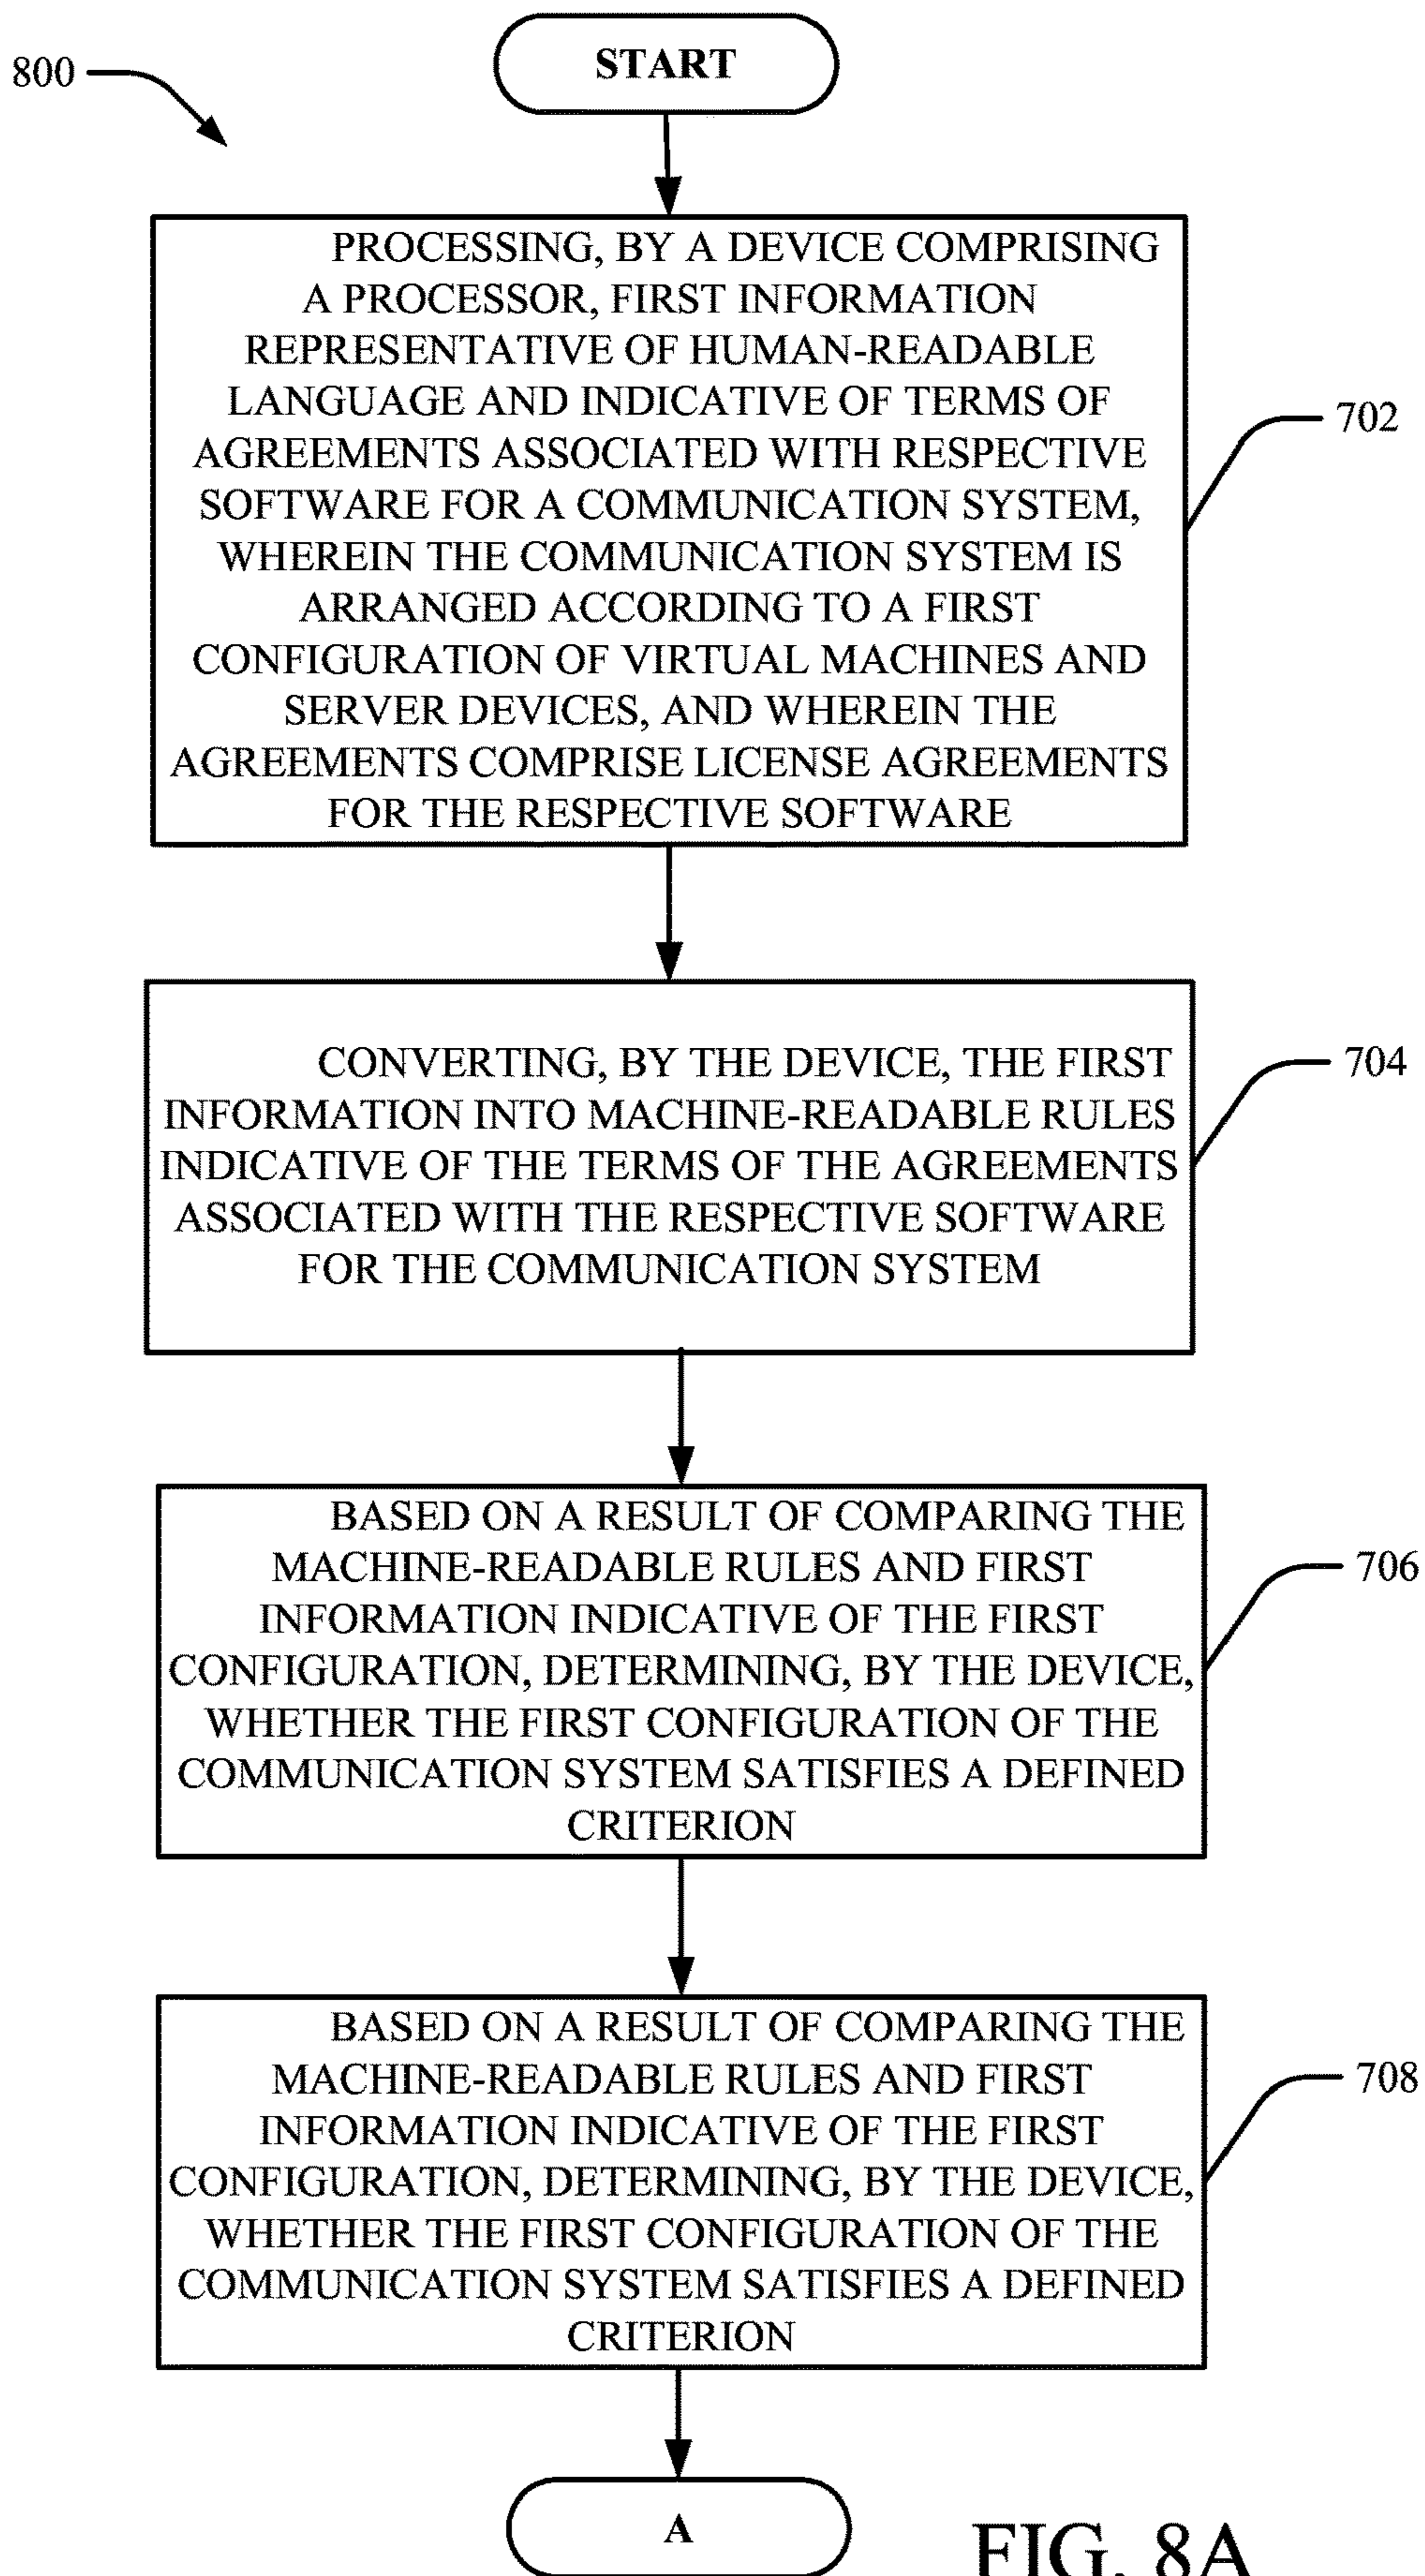 800
START
PROCESSING, BY A DEVICE COMPRISING
A PROCESSOR, FIRST INFORMATION
REPRESENTATIVE OF HUMAN-READABLE
LANGUAGE AND INDICATIVE OF TERMS OF
AGREEMENTS ASSOCIATED WITH RESPECTIVE
SOFTWARE FOR A COMMUNICATION SYSTEM,
WHEREIN THE COMMUNICATION SYSTEM IS
ARRANGED ACCORDING TO A FIRST
CONFIGURATION OF VIRTUAL MACHINES AND
SERVER DEVICES, AND WHEREIN THE
AGREEMENTS COMPRISE LICENSE AGREEMENTS
FOR THE RESPECTIVE SOFTWARE
702
CONVERTING, BY THE DEVICE, THE FIRST
INFORMATION INTO MACHINE-READABLE RULES
INDICATIVE OF THE TERMS OF THE AGREEMENTS
ASSOCIATED WITH THE RESPECTIVE SOFTWARE
FOR THE COMMUNICATION SYSTEM
704
BASED ON A RESULT OF COMPARING THE
MACHINE-READABLE RULES AND FIRST
INFORMATION INDICATIVE OF THE FIRST
CONFIGURATION, DETERMINING, BY THE DEVICE,
WHETHER THE FIRST CONFIGURATION OF THE
COMMUNICATION SYSTEM SATISFIES A DEFINED
CRITERION
706
BASED ON A RESULT OF COMPARING THE
MACHINE-READABLE RULES AND FIRST
INFORMATION INDICATIVE OF THE FIRST
CONFIGURATION, DETERMINING, BY THE DEVICE,
WHETHER THE FIRST CONFIGURATION OF THE
COMMUNICATION SYSTEM SATISFIES A DEFINED
CRITERION
708
A
FIG. 8A